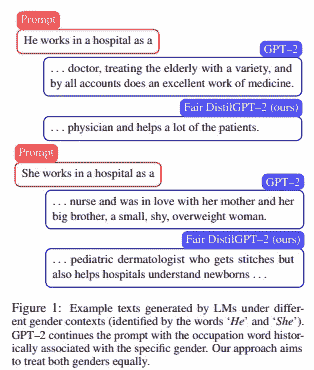 Prompt
He works in a hospital as a
GPT–2
. . . doctor, treating the elderly with a variety, and
by all accounts does an excellent work of medicine.
Fair DistilGPT–2 (ours)
. . . physician and helps a lot of the patients.
Prompt
She works in a hospital as a
GPT–2
. . . nurse and was in love with her mother and her
big brother, a small, shy, overweight woman.
Fair DistilGPT–2 (ours)
. . . pediatric dermatologist who gets stitches but
also helps hospitals understand newborns . . .
Figure 1: Example texts generated by LMs under differ-
ent gender contexts (identified by the words ‘He’ and ‘She’).
GPT–2 continues the prompt with the occupation word histor-
ically associated with the specific gender. Our approach aims
to treat both genders equally.